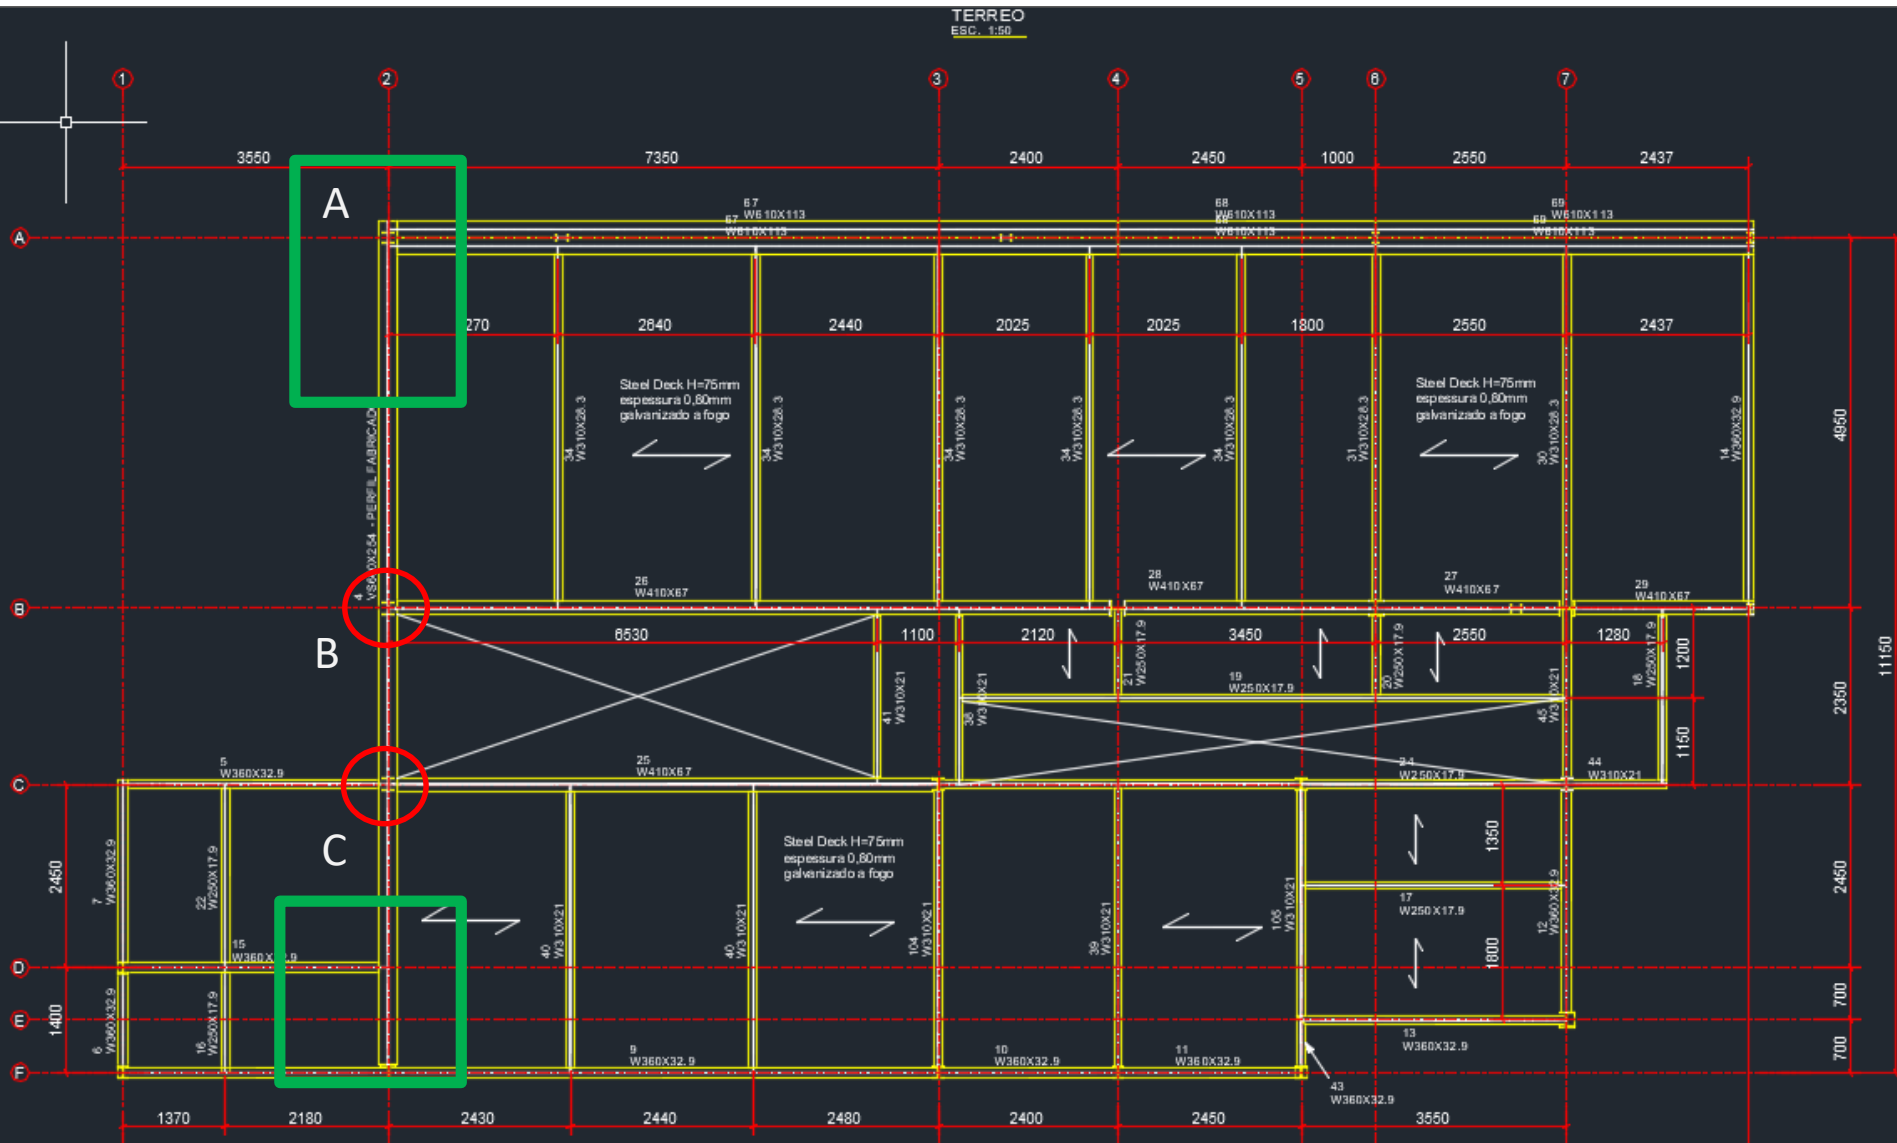 TERREO
ESC. 1:50
1
2
3
4
5
6
7
3550
7350
2400
2450
1000
2550
2437
A
67
W610X113
68
W610X113
69
W610X113
A
67
W610X113
68
W610X113
69
W610X113
270
2640
2440
2025
2025
1800
2550
2437
Steel Deck H=75mm
espessura 0,80mm
galvanizado a fogo
Steel Deck H=75mm
espessura 0,80mm
galvanizado a fogo
34
W310X28.3
34
W310X28.3
34
W310X28.3
34
W310X28.3
34
W310X28.3
31
W310X28.3
30
W310X28.3
14
W360X32.9
4950
11150
4
26
W410X67
28
W410X67
27
W410X67
29
W410X67
B
B
6530
1100
2120
3450
2550
1280
21
W250X17.9
20
W250X17.9
18
W250X17.9
1200
2350
19
W250X17.9
41
W310X21
38
W310X21
45
W310X21
1150
5
W360X32.9
25
W410X67
24
W250X17.9
44
W310X21
C
C
Steel Deck H=75mm
espessura 0,80mm
galvanizado a fogo
2450
7
W360X32.9
22
W250X17.9
1350
2450
17
W250X17.9
12
W360X32.9
40
W310X21
40
W310X21
104
W310X21
39
W310X21
105
W310X21
15
1800
D
700
1400
6
W360X32.9
16
W250X17.9
E
13
W360X32.9
700
9
W360X32.9
10
W360X32.9
11
W360X32.9
F
43
W360X32.9
1370
2180
2430
2440
2480
2400
2450
3550